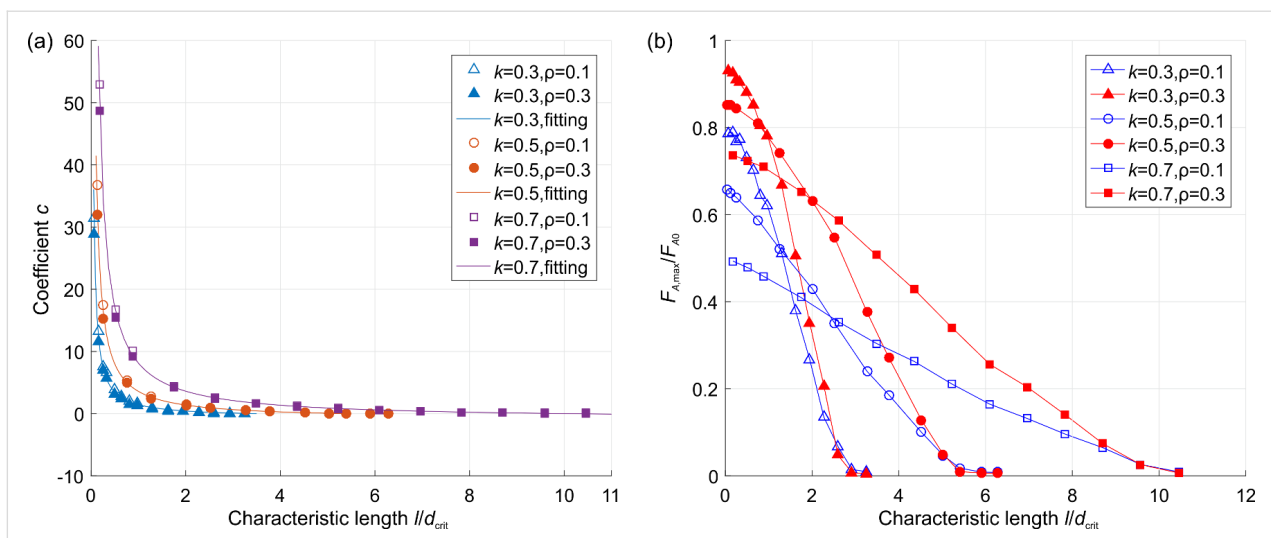 (a)
60
50
40
30
20
10
0
-10
Coefficient c
0
2
4
6
8
10
11
Characteristic length l/d_crit
k=0.3,ρ=0.1
k=0.3,ρ=0.3
k=0.3,fitting
k=0.5,ρ=0.1
k=0.5,ρ=0.3
k=0.5,fitting
k=0.7,ρ=0.1
k=0.7,ρ=0.3
k=0.7,fitting
(b)
1
0.8
0.6
0.4
0.2
0
F_A,max/F_A0
0
2
4
6
8
10
12
Characteristic length l/d_crit
k=0.3,ρ=0.1
k=0.3,ρ=0.3
k=0.5,ρ=0.1
k=0.5,ρ=0.3
k=0.7,ρ=0.1
k=0.7,ρ=0.3